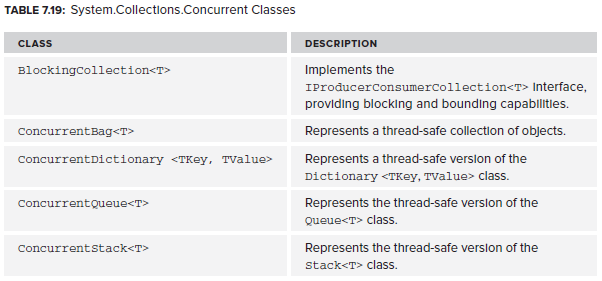 TABLE 7.19: System.Collections.Concurrent Classes
CLASS DESCRIPTION
BlockingCollection<T> Implements the
IProducerConsumerCollection<T> interface,
providing blocking and bounding capabilities.
ConcurrentBag<T> Represents a thread-safe collection of objects.
ConcurrentDictionary <TKey, TValue> Represents a thread-safe version of the
Dictionary <TKey, TValue> class.
ConcurrentQueue<T> Represents the thread-safe version of the
Queue<T> class.
ConcurrentStack<T> Represents the thread-safe version of the
Stack<T> class.